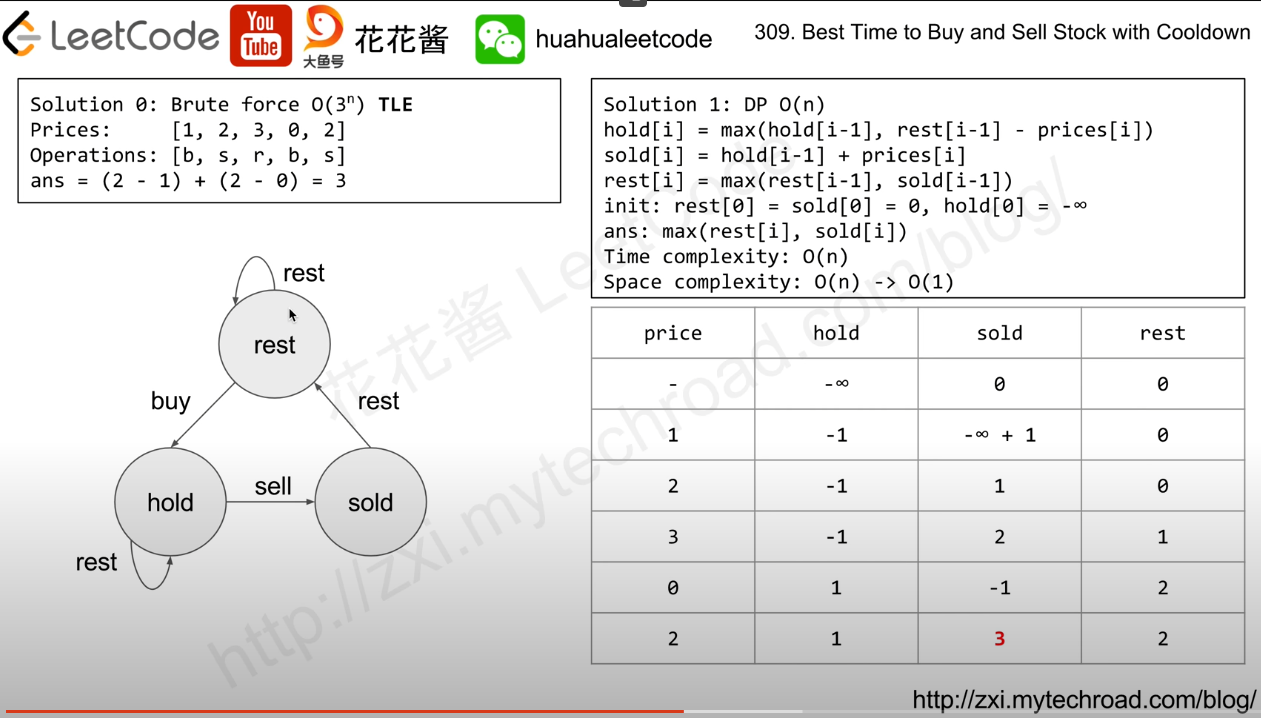 LeetCode
You
Tube
大鱼号
花花酱
huahualeetcode
309. Best Time to Buy and Sell Stock with Cooldown
Solution 0: Brute force O(3ⁿ) TLE
Prices: [1, 2, 3, 0, 2]
Operations: [b, s, r, b, s]
ans = (2 - 1) + (2 - 0) = 3
Solution 1: DP O(n)
hold[i] = max(hold[i-1], rest[i-1] - prices[i])
sold[i] = hold[i-1] + prices[i]
rest[i] = max(rest[i-1], sold[i-1])
init: rest[0] = sold[0] = 0, hold[0] = -∞
ans: max(rest[i], sold[i])
Time complexity: O(n)
Space complexity: O(n) -> O(1)
rest
rest
buy
rest
hold
sell
sold
rest
price hold sold rest
- -∞ 0 0
1 -1 -∞ + 1 0
2 -1 1 0
3 -1 2 1
0 1 -1 2
2 1 3 2
花花酱 LeetCode
http://zxi.mytechroad.com/blog/
http://zxi.mytechroad.com/blog/